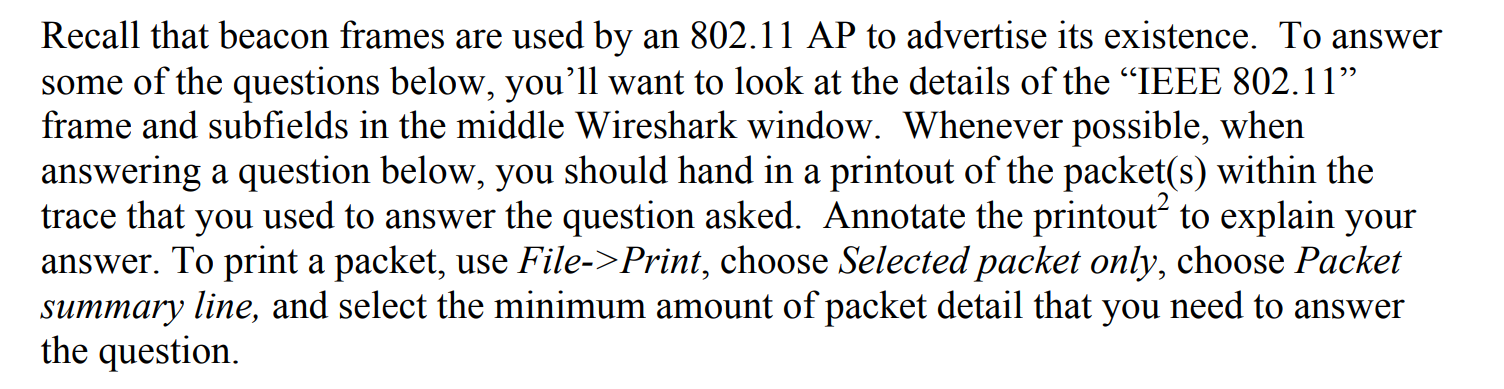 Recall that beacon frames are used by an 802.11 AP to advertise its existence.  To answer
some of the questions below, you’ll want to look at the details of the “IEEE 802.11”
frame and subfields in the middle Wireshark window.  Whenever possible, when
answering a question below, you should hand in a printout of the packet(s) within the
trace that you used to answer the question asked.  Annotate the printout² to explain your
answer. To print a packet, use File->Print, choose Selected packet only, choose Packet
summary line, and select the minimum amount of packet detail that you need to answer
the question.